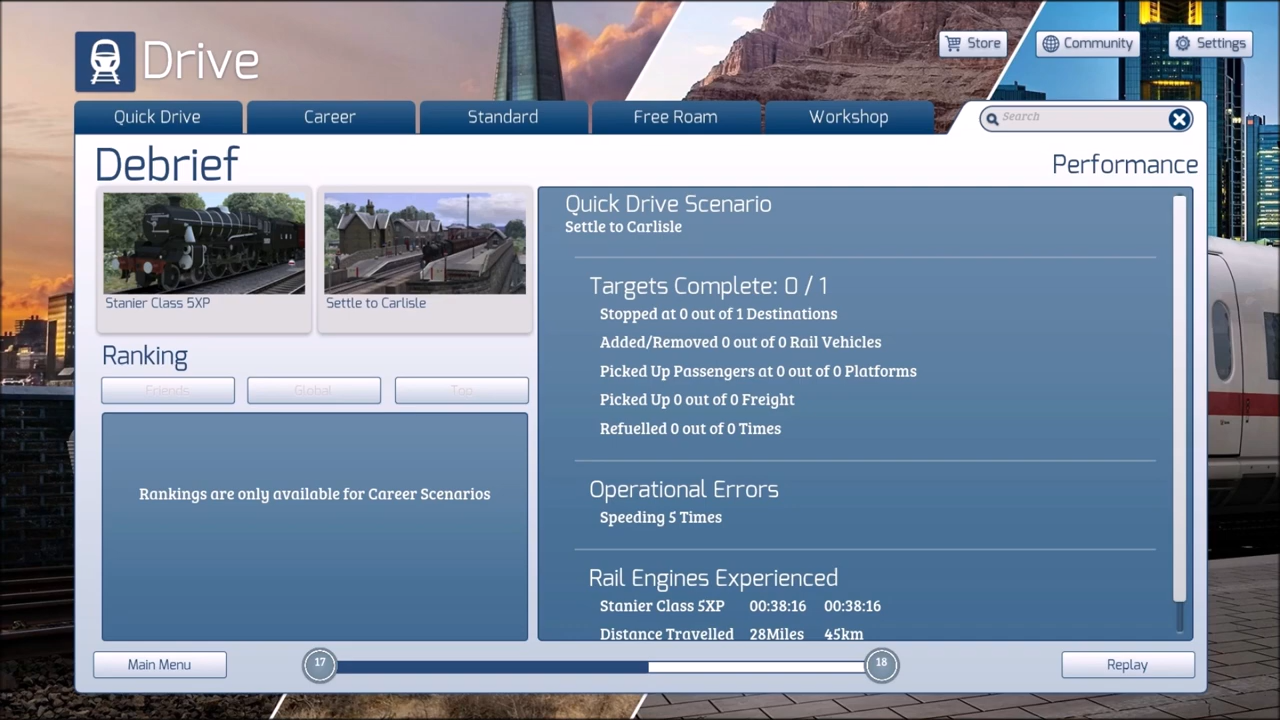 Drive
Store
Community
Settings
Quick Drive
Career
Standard
Free Roam
Workshop
Search
Debrief
Performance
Stanier Class 5XP
Settle to Carlisle
Ranking
Friends
Global
Top
Rankings are only available for Career Scenarios
Quick Drive Scenario
Settle to Carlisle
Targets Complete: 0 / 1
Stopped at 0 out of 1 Destinations
Added/Removed 0 out of 0 Rail Vehicles
Picked Up Passengers at 0 out of 0 Platforms
Picked Up 0 out of 0 Freight
Refuelled 0 out of 0 Times
Operational Errors
Speeding 5 Times
Rail Engines Experienced
Stanier Class 5XP 00:38:16 00:38:16
Distance Travelled 28Miles 45km
Main Menu
17
18
Replay